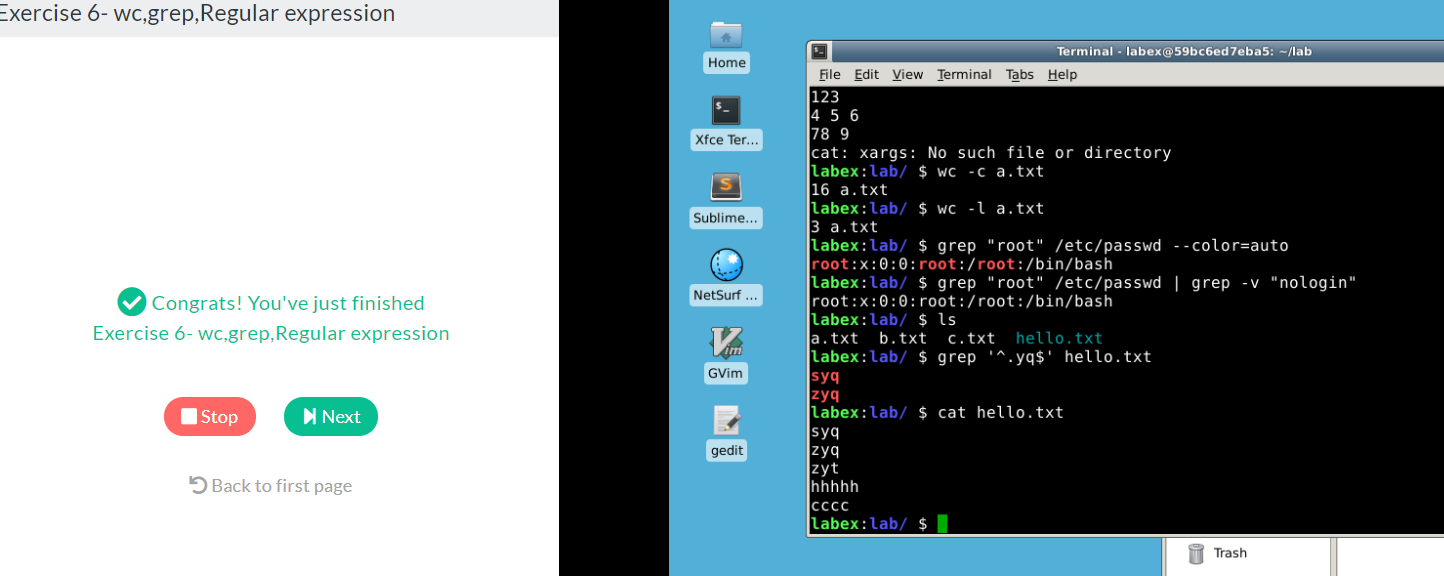 Exercise 6- wc,grep,Regular expression
Congrats! You've just finished
Exercise 6- wc,grep,Regular expression
Stop
Next
Back to first page
Home
Xfce Ter...
Sublime...
NetSurf ...
GVim
gedit
Terminal - labex@59bc6ed7eba5: ~/lab
File Edit View Terminal Tabs Help
123
4 5 6
78 9
cat: xargs: No such file or directory
labex:lab/ $ wc -c a.txt
16 a.txt
labex:lab/ $ wc -l a.txt
3 a.txt
labex:lab/ $ grep "root" /etc/passwd --color=auto
root:x:0:0:root:/root:/bin/bash
labex:lab/ $ grep "root" /etc/passwd | grep -v "nologin"
root:x:0:0:root:/root:/bin/bash
labex:lab/ $ ls
a.txt  b.txt  c.txt  hello.txt
labex:lab/ $ grep '^.yq$' hello.txt
syq
zyq
labex:lab/ $ cat hello.txt
syq
zyq
zyt
hhhhh
cccc
labex:lab/ $
Trash